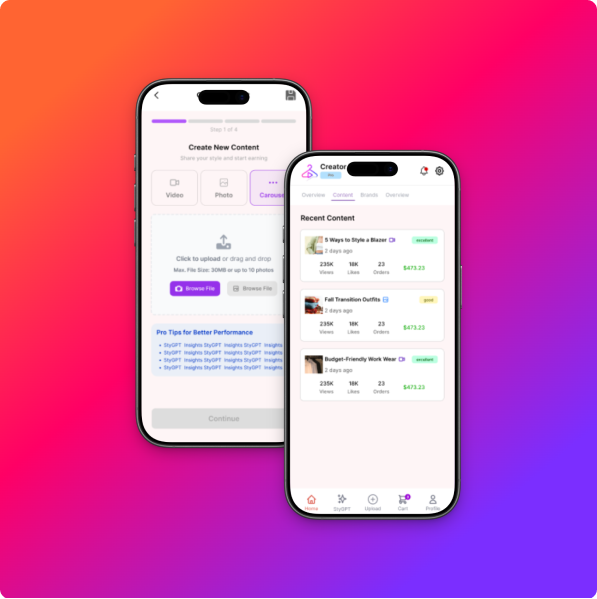 Step 1 of 4
Create New Content
Share your style and start earning
Video
Photo
Carous
Click to upload or drag and drop
Max. File Size: 30MB or up to 10 photos
Browse File
Browse File
Pro Tips for Better Performance
StyGPT Insights StyGPT Insights StyGPT Insights
StyGPT Insights StyGPT Insights StyGPT Insights
StyGPT Insights StyGPT Insights StyGPT Insights
StyGPT Insights StyGPT Insights StyGPT Insights
Continue
Creator
Overview Content Brands Overview
Recent Content
5 Ways to Style a Blazer
excellent
2 days ago
235K 18K 23
Views Likes Orders
$473.23
Fall Transition Outfits
good
2 days ago
235K 18K 23
Views Likes Orders
$473.23
Budget-Friendly Work Wear
excellent
2 days ago
235K 18K 23
Views Likes Orders
$473.23
Home StyGPT Upload Cart Profile